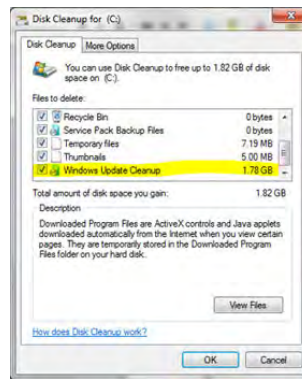 Disk Cleanup for (C:)
Disk Cleanup More Options
You can use Disk Cleanup to free up to 1.82 GB of disk
space on (C:).
Files to delete:
Recycle Bin 0 bytes
Service Pack Backup Files 0 bytes
Temporary files 7.19 MB
Thumbnails 5.00 MB
Windows Update Cleanup 1.78 GB
Total amount of disk space you gain: 1.82 GB
Description
Downloaded Program Files are ActiveX controls and Java applets
downloaded automatically from the Internet when you view certain
pages. They are temporarily stored in the Downloaded Program
Files folder on your hard disk.
View Files
How does Disk Cleanup work?
OK Cancel